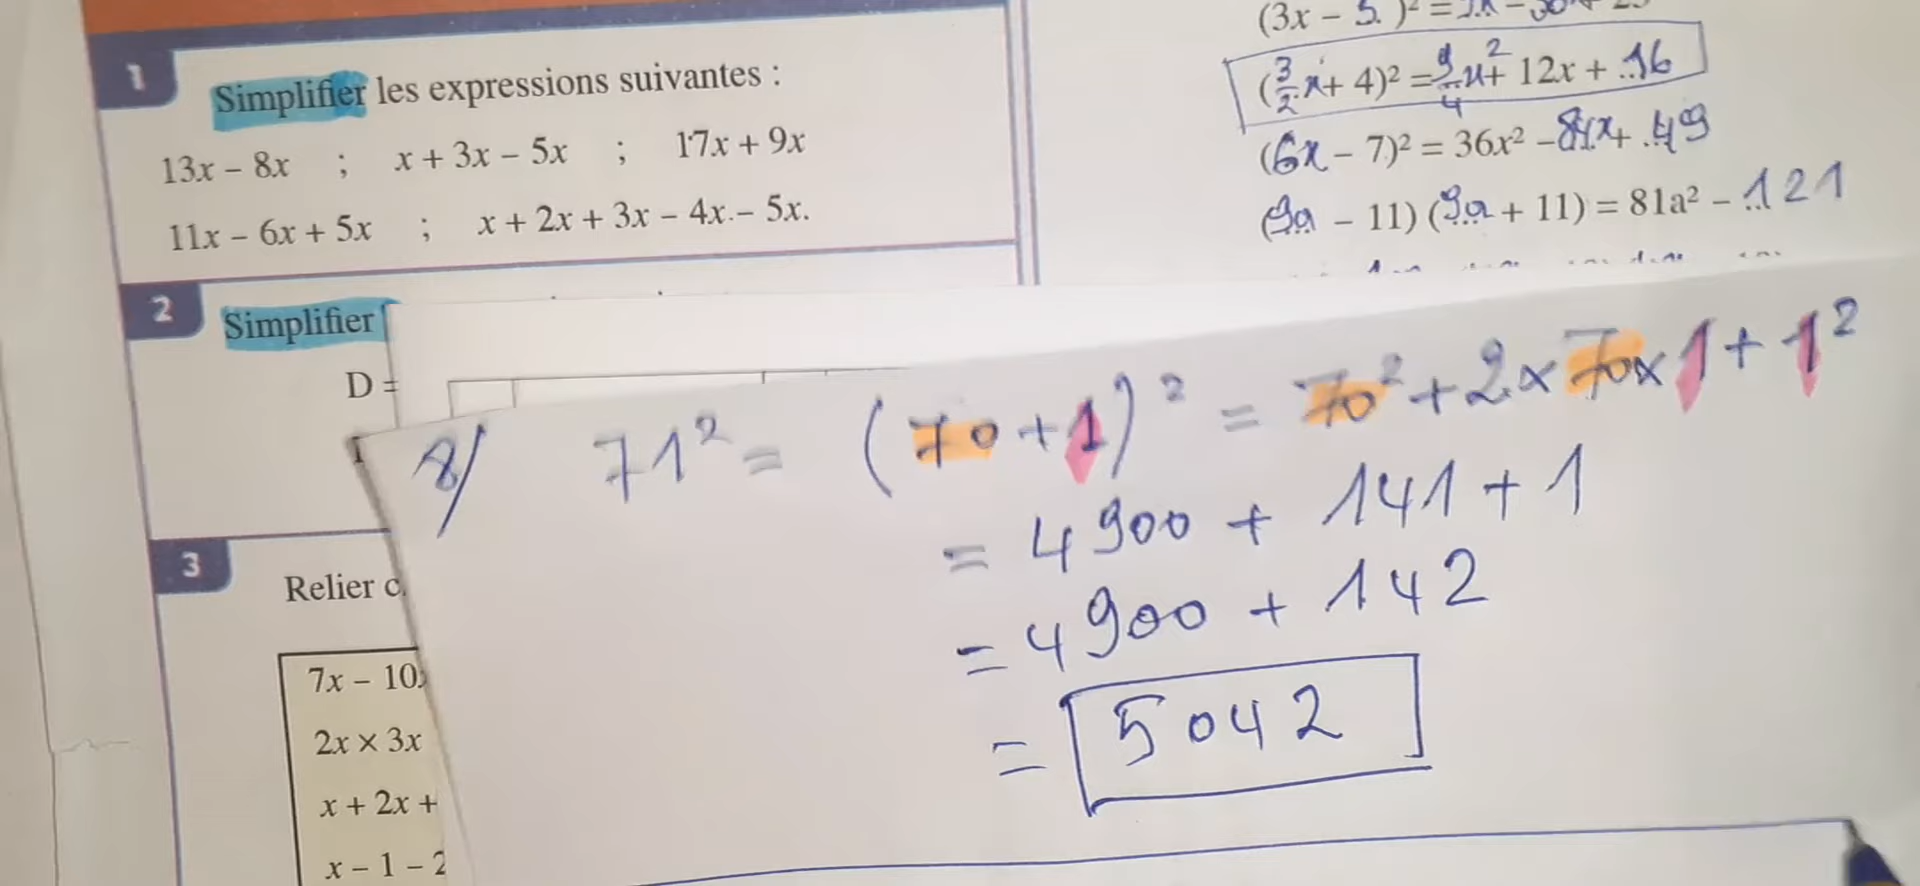 1
Simplifier les expressions suivantes :
13x – 8x ; x + 3x – 5x ; 17x + 9x
11x – 6x + 5x ; x + 2x + 3x – 4x – 5x.
2
Simplifier
D =
3
Relier
7x – 10
2x × 3x
x + 2x +
x – 1 – 2
(3x – 5)² =
(3/2 x + 4)² = 9/4 x² + 12x + 16
(6x – 7)² = 36x² – 84x + 49
(9a – 11) (9a + 11) = 81a² – 121
8/ 71² = (70 + 1)² = 70² + 2 × 70 × 1 + 1²
= 4900 + 141 + 1
= 4900 + 142
= 5042